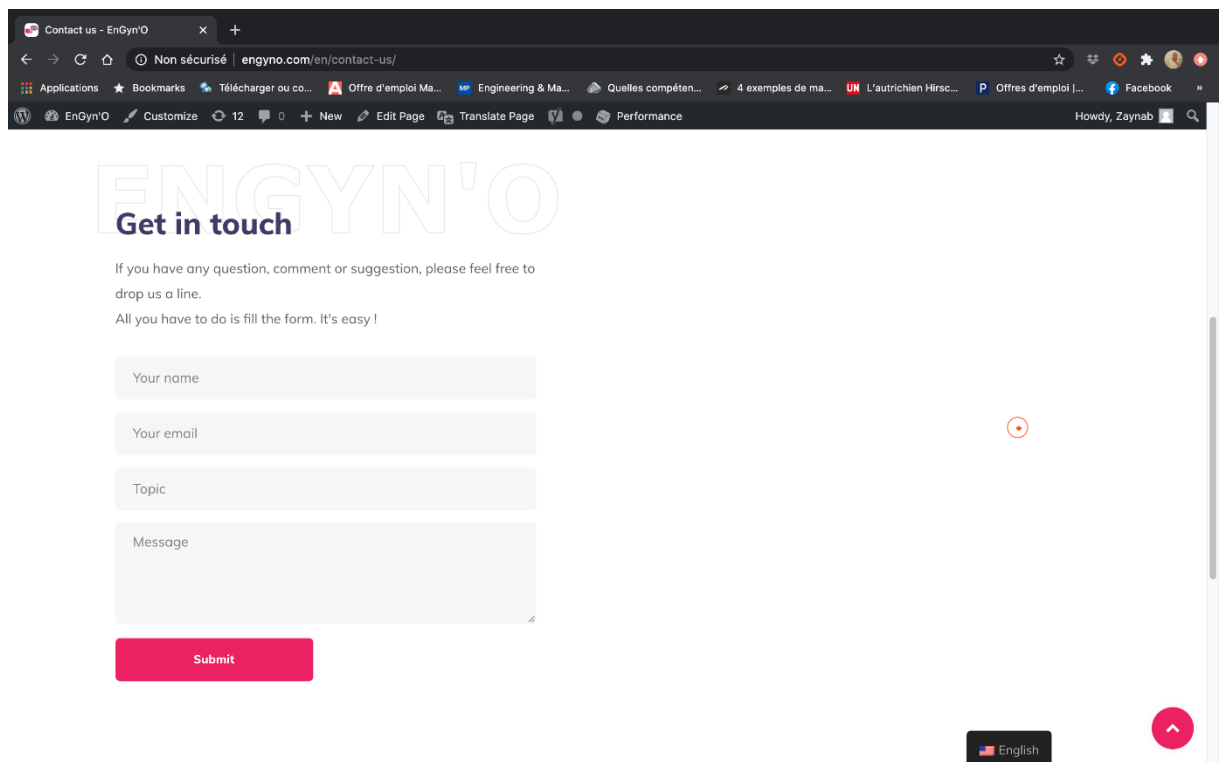 Contact us - EnGyn'O
Non sécurisé | engyno.com/en/contact-us/
Applications Bookmarks Télécharger ou co... Offre d'emploi Ma... Engineering & Ma... Quelles compéten... 4 exemples de ma... L'autrichien Hirsc... Offres d'emploi |... Facebook »
EnGyn'O Customize 12 0 + New Edit Page Translate Page Performance Howdy, Zaynab
ENGYN'O
Get in touch
If you have any question, comment or suggestion, please feel free to
drop us a line.
All you have to do is fill the form. It's easy !
Your name
Your email
Topic
Message
Submit
English